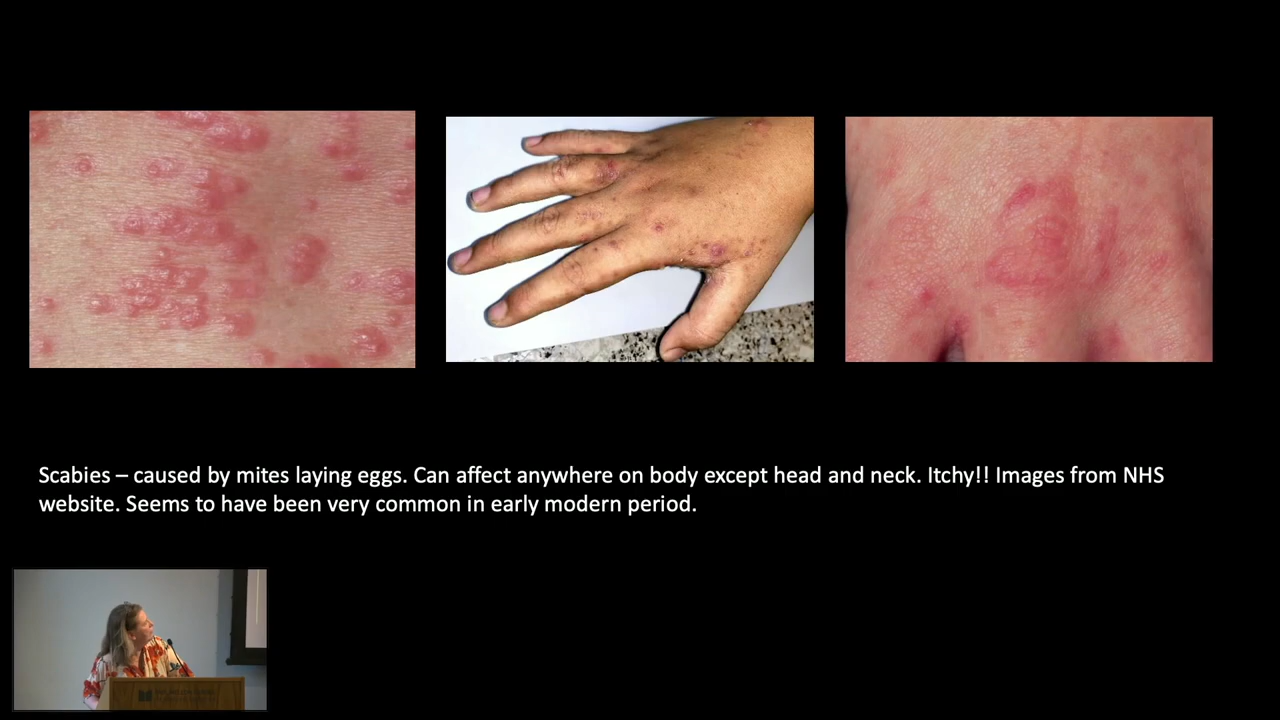 Scabies – caused by mites laying eggs. Can affect anywhere on body except head and neck. Itchy!! Images from NHS
website. Seems to have been very common in early modern period.